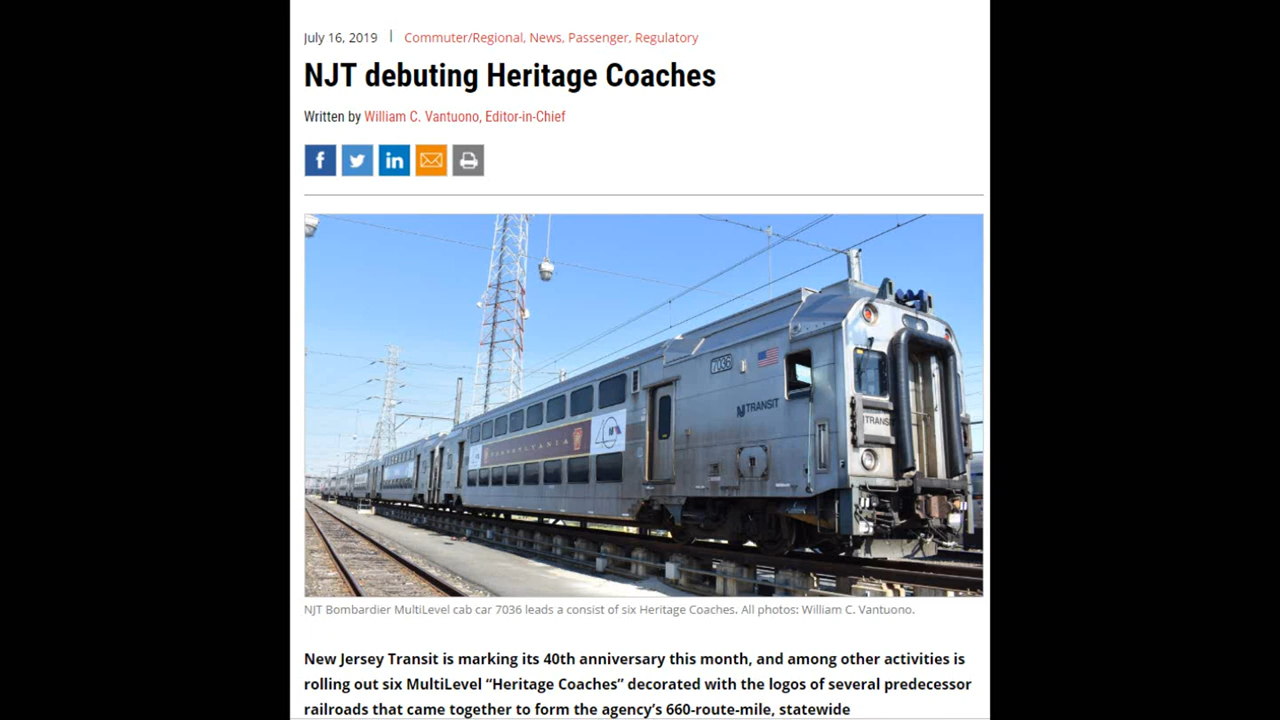 July 16, 2019 | Commuter/Regional, News, Passenger, Regulatory
NJT debuting Heritage Coaches
Written by William C. Vantuono, Editor-in-Chief
7036
NJ TRANSIT
PENNSYLVANIA
40
NJT Bombardier MultiLevel cab car 7036 leads a consist of six Heritage Coaches. All photos: William C. Vantuono.
New Jersey Transit is marking its 40th anniversary this month, and among other activities is
rolling out six MultiLevel “Heritage Coaches” decorated with the logos of several predecessor
railroads that came together to form the agency’s 660-route-mile, statewide